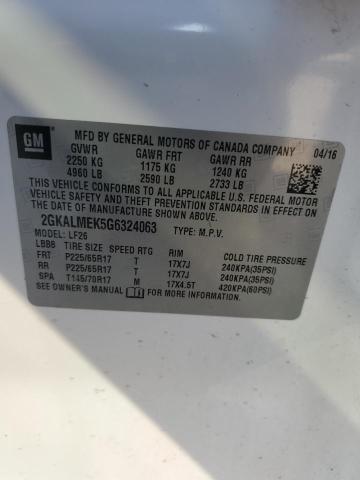 GM
MFD BY GENERAL MOTORS OF CANADA COMPANY 04/16
GVWR GAWR FRT GAWR RR
2250 KG 1175 KG 1240 KG
4960 LB 2590 LB 2733 LB
THIS VEHICLE CONFORMS TO ALL APPLICABLE U.S. FEDERAL
MOTOR VEHICLE SAFETY, BUMPER, AND THEFT PREVENTION
STANDARDS IN EFFECT ON THE DATE OF MANUFACTURE
SHOWN ABOVE.
2GKALMEK5G6324063 TYPE: M.P.V.
MODEL: LF26
LBBB TIRE SIZE SPEED RTG RIM COLD TIRE PRESSURE
FRT P225/65R17 T 17X7J 240KPA(35PSI)
RR P225/65R17 T 17X7J 240KPA(35PSI)
SPA T145/70R17 M 17X4.5T 420KPA(60PSI)
SEE OWNER'S MANUAL FOR MORE INFORMATION.